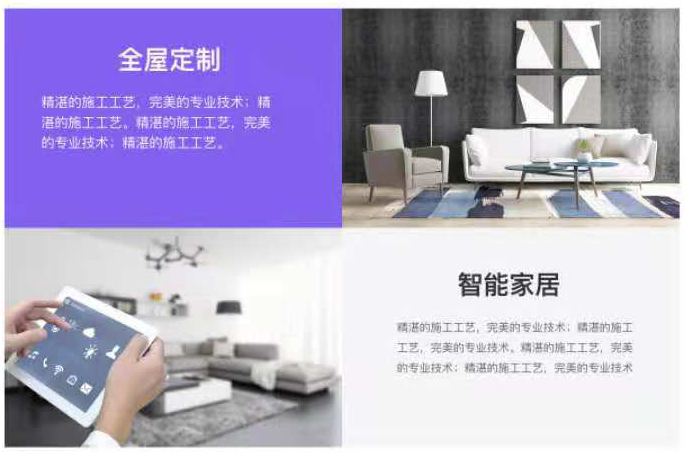 全屋定制
精湛的施工工艺，完美的专业技术；精
湛的施工工艺。精湛的施工工艺，完美
的专业技术；精湛的施工工艺。
智能家居
精湛的施工工艺，完美的专业技术；精湛的施工
工艺，完美的专业技术。精湛的施工工艺，完美
的专业技术；精湛的施工工艺，完美的专业技术